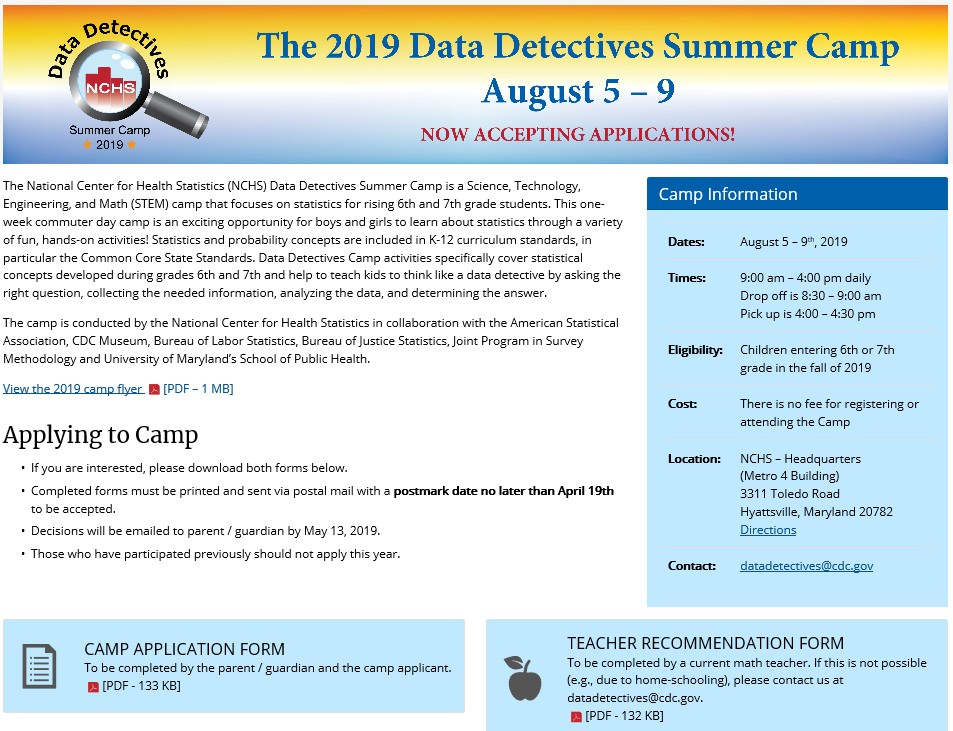 Data Detectives
NCHS
Summer Camp
2019
The 2019 Data Detectives Summer Camp
August 5 – 9
NOW ACCEPTING APPLICATIONS!
The National Center for Health Statistics (NCHS) Data Detectives Summer Camp is a Science, Technology,
Engineering, and Math (STEM) camp that focuses on statistics for rising 6th and 7th grade students. This one-
week commuter day camp is an exciting opportunity for boys and girls to learn about statistics through a variety
of fun, hands-on activities! Statistics and probability concepts are included in K-12 curriculum standards, in
particular the Common Core State Standards. Data Detectives Camp activities specifically cover statistical
concepts developed during grades 6th and 7th and help to teach kids to think like a data detective by asking the
right question, collecting the needed information, analyzing the data, and determining the answer.
The camp is conducted by the National Center for Health Statistics in collaboration with the American Statistical
Association, CDC Museum, Bureau of Labor Statistics, Bureau of Justice Statistics, Joint Program in Survey
Methodology and University of Maryland's School of Public Health.
View the 2019 camp flyer [PDF – 1 MB]
Applying to Camp
• If you are interested, please download both forms below.
• Completed forms must be printed and sent via postal mail with a postmark date no later than April 19th
to be accepted.
• Decisions will be emailed to parent / guardian by May 13, 2019.
• Those who have participated previously should not apply this year.
Camp Information
Dates: August 5 – 9th, 2019
Times: 9:00 am – 4:00 pm daily
Drop off is 8:30 – 9:00 am
Pick up is 4:00 – 4:30 pm
Eligibility: Children entering 6th or 7th
grade in the fall of 2019
Cost: There is no fee for registering or
attending the Camp
Location: NCHS – Headquarters
(Metro 4 Building)
3311 Toledo Road
Hyattsville, Maryland 20782
Directions
Contact: datadetectives@cdc.gov
CAMP APPLICATION FORM
To be completed by the parent / guardian and the camp applicant.
[PDF - 133 KB]
TEACHER RECOMMENDATION FORM
To be completed by a current math teacher. If this is not possible
(e.g., due to home-schooling), please contact us at
datadetectives@cdc.gov.
[PDF - 132 KB]